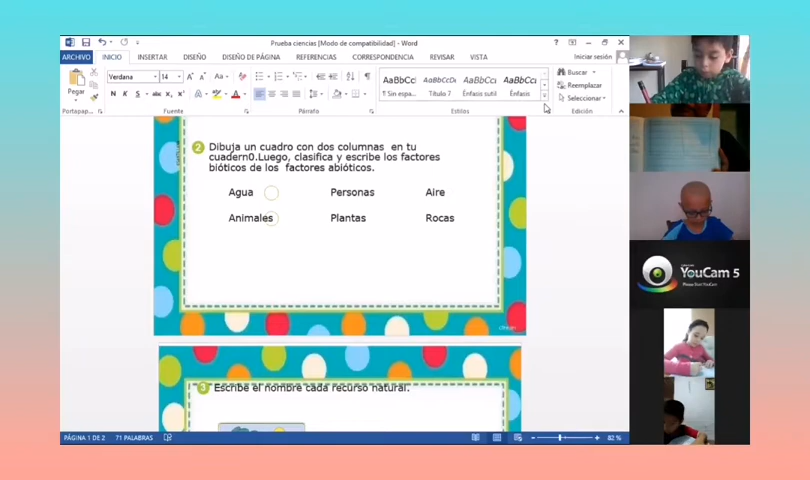 Prueba ciencias [Modo de compatibilidad] - Word
ARCHIVO INICIO INSERTAR DISEÑO DISEÑO DE PÁGINA REFERENCIAS CORRESPONDENCIA REVISAR VISTA Iniciar sesión
Verdana 14
Pegar
N K S abc
AaBbCcI AaBbCcDc AaBbCcI AaBbCcI
¶ Sin espa... Título 7 Énfasis sutil Énfasis
Buscar
Reemplazar
Seleccionar
Portapap... Fuente Párrafo Estilos Edición
2 Dibuja un cuadro con dos columnas en tu
cuadern0.Luego, clasifica y escribe los factores
bióticos de los factores abióticos.
Agua Personas Aire
Animales Plantas Rocas
3 Escribe el nombre cada recurso natural.
YouCam 5
PÁGINA 1 DE 2 71 PALABRAS 82 %